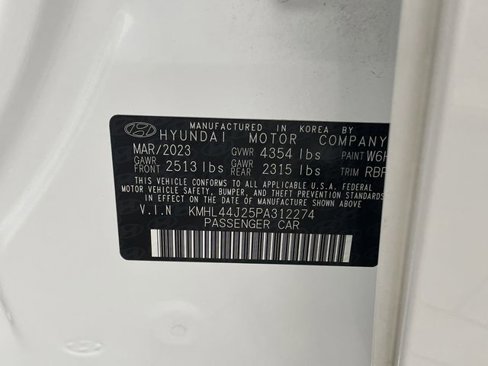 MANUFACTURED IN KOREA BY
HYUNDAI MOTOR COMPANY
MAR/2023 GVWR 4354 lbs PAINT W6H
GAWR FRONT 2513 lbs GAWR REAR 2315 lbs TRIM RBF
THIS VEHICLE CONFORMS TO ALL APPLICABLE U.S.A. FEDERAL
MOTOR VEHICLE SAFETY, BUMPER, AND THEFT PREVENTION STANDARDS
IN EFFECT ON THE DATE OF MANUFACTURE SHOWN ABOVE.
V.I.N KMHL44J25PA312274
PASSENGER CAR